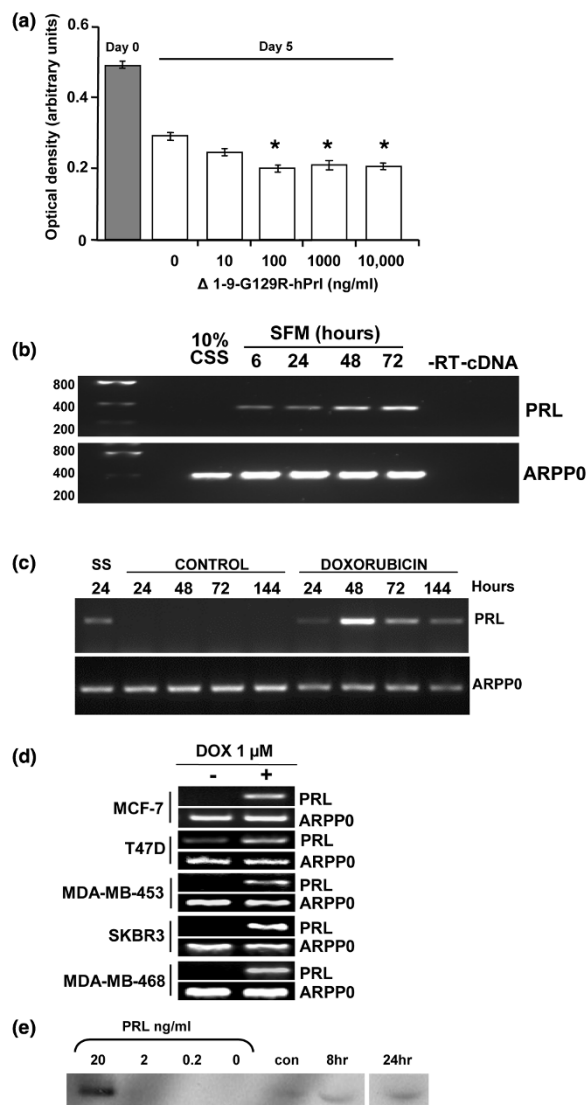 (a)
0.6
0.4
0.2
0
Optical density (arbitrary units)
Day 0
Day 5
* * *
0 10 100 1000 10,000
Δ 1-9-G129R-hPrl (ng/ml)
(b)
10% CSS
SFM (hours)
6 24 48 72
-RT-cDNA
800
400
200
PRL
800
400
200
ARPP0
(c)
SS CONTROL DOXORUBICIN
24 24 48 72 144 24 48 72 144 Hours
PRL
ARPP0
(d)
DOX 1 µM
- +
MCF-7
PRL
ARPP0
T47D
PRL
ARPP0
MDA-MB-453
PRL
ARPP0
SKBR3
PRL
ARPP0
MDA-MB-468
PRL
ARPP0
(e)
PRL ng/ml
20 2 0.2 0 con 8hr 24hr